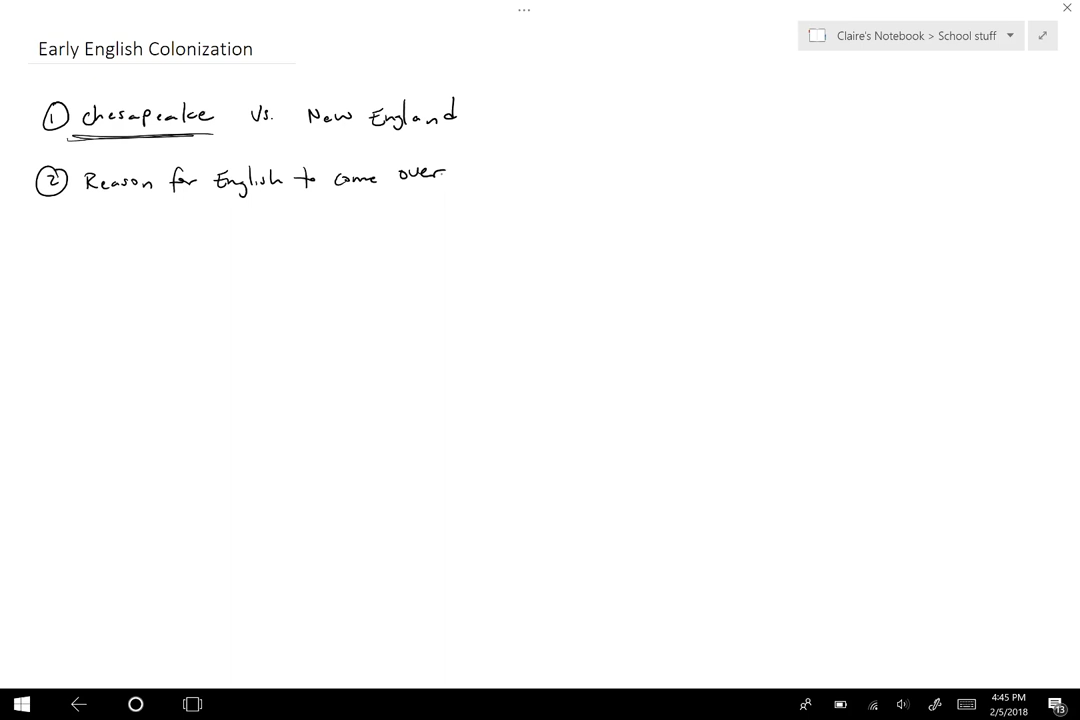 Early English Colonization
Claire's Notebook > School stuff
① Chesapeake vs. New England
② Reason for English to come over
4:45 PM
2/5/2018
13